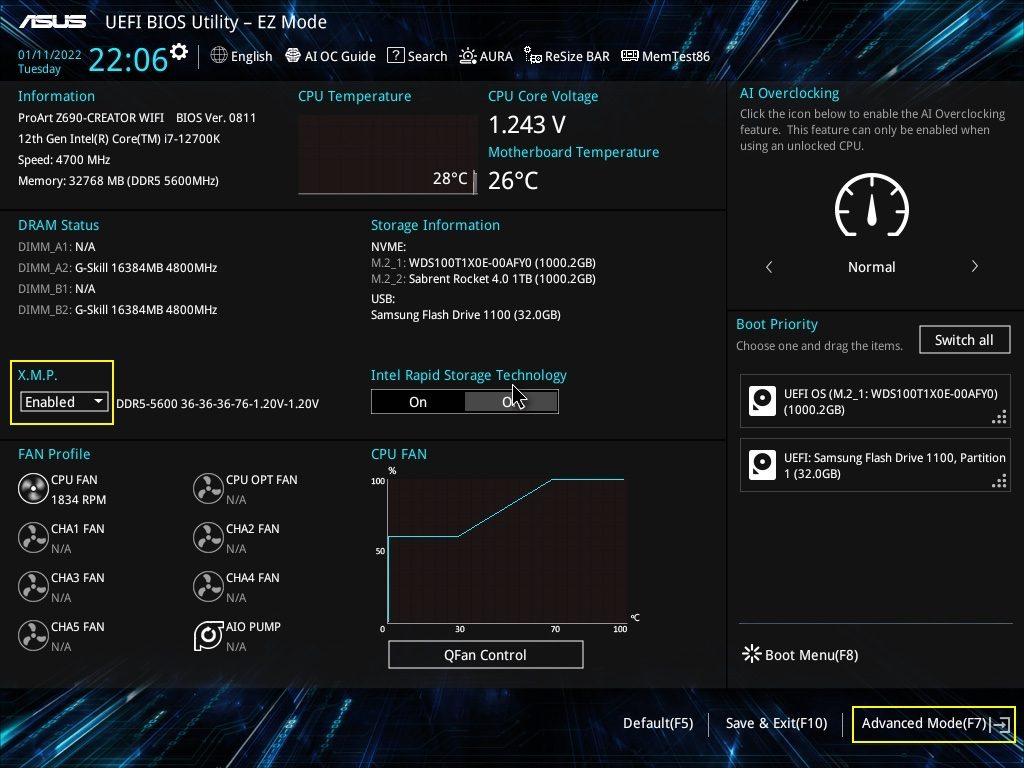 ASUS UEFI BIOS Utility – EZ Mode
01/11/2022
Tuesday
22:06
English AI OC Guide ? Search AURA ReSize BAR MemTest86
Information
ProArt Z690-CREATOR WIFI BIOS Ver. 0811
12th Gen Intel(R) Core(TM) i7-12700K
Speed: 4700 MHz
Memory: 32768 MB (DDR5 5600MHz)
CPU Temperature
28°C
CPU Core Voltage
1.243 V
Motherboard Temperature
26°C
AI Overclocking
Click the icon below to enable the AI Overclocking
feature. This feature can only be enabled when
using an unlocked CPU.
Normal
DRAM Status
DIMM_A1: N/A
DIMM_A2: G-Skill 16384MB 4800MHz
DIMM_B1: N/A
DIMM_B2: G-Skill 16384MB 4800MHz
Storage Information
NVME:
M.2_1: WDS100T1X0E-00AFY0 (1000.2GB)
M.2_2: Sabrent Rocket 4.0 1TB (1000.2GB)
USB:
Samsung Flash Drive 1100 (32.0GB)
X.M.P.
Enabled DDR5-5600 36-36-36-76-1.20V-1.20V
Intel Rapid Storage Technology
On
Boot Priority
Choose one and drag the items.
Switch all
UEFI OS (M.2_1: WDS100T1X0E-00AFY0)
(1000.2GB)
UEFI: Samsung Flash Drive 1100, Partition
1 (32.0GB)
FAN Profile
CPU FAN
1834 RPM
CPU OPT FAN
N/A
CHA1 FAN
N/A
CHA2 FAN
N/A
CHA3 FAN
N/A
CHA4 FAN
N/A
CHA5 FAN
N/A
AIO PUMP
N/A
CPU FAN
%
100
50
0 30 70 100
°C
QFan Control
Boot Menu(F8)
Default(F5) Save & Exit(F10) Advanced Mode(F7)